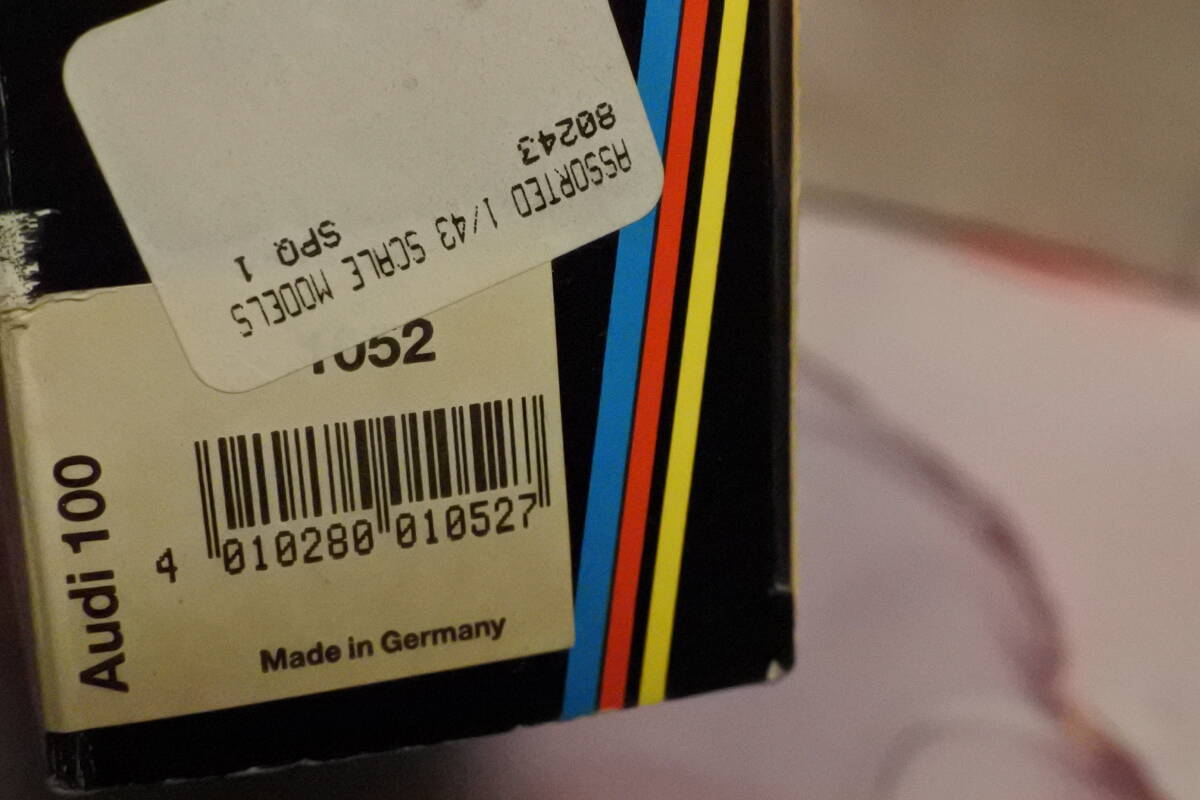 80243
ASSORTED 1/43 SCALE MODELS
SPQ 1
1052
Audi 100
4 010280 010527
Made in Germany